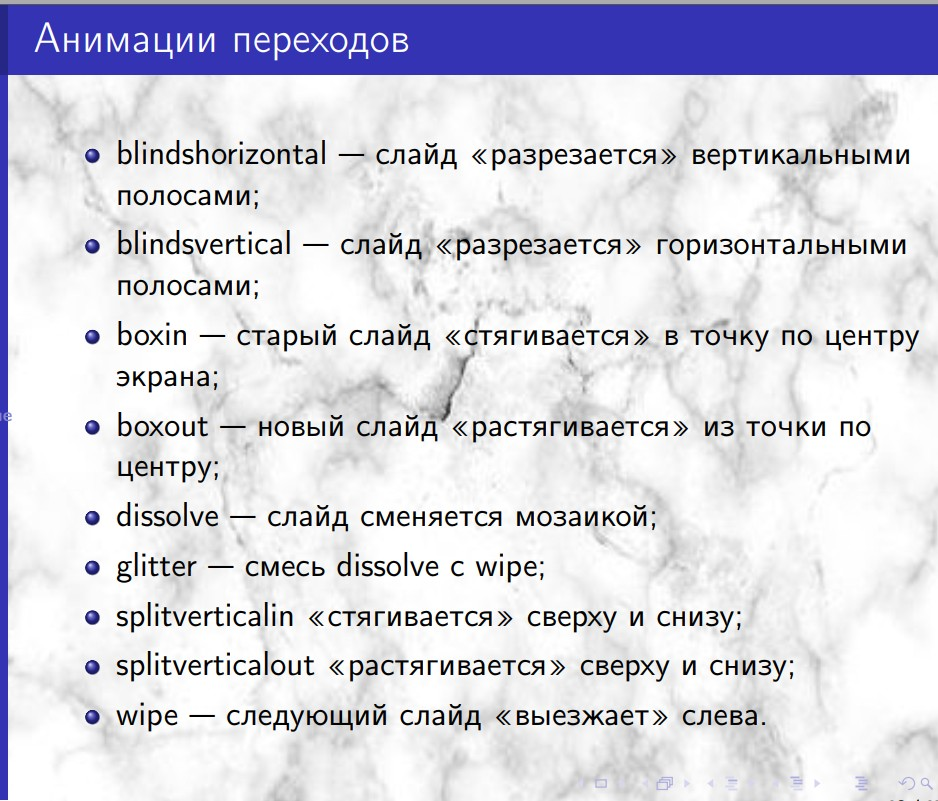 Анимации переходов
blindshorizontal — слайд «разрезается» вертикальными
полосами;
blindsvertical — слайд «разрезается» горизонтальными
полосами;
boxin — старый слайд «стягивается» в точку по центру
экрана;
boxout — новый слайд «растягивается» из точки по
центру;
dissolve — слайд сменяется мозаикой;
glitter — смесь dissolve с wipe;
splitverticalin «стягивается» сверху и снизу;
splitverticalout «растягивается» сверху и снизу;
wipe — следующий слайд «выезжает» слева.